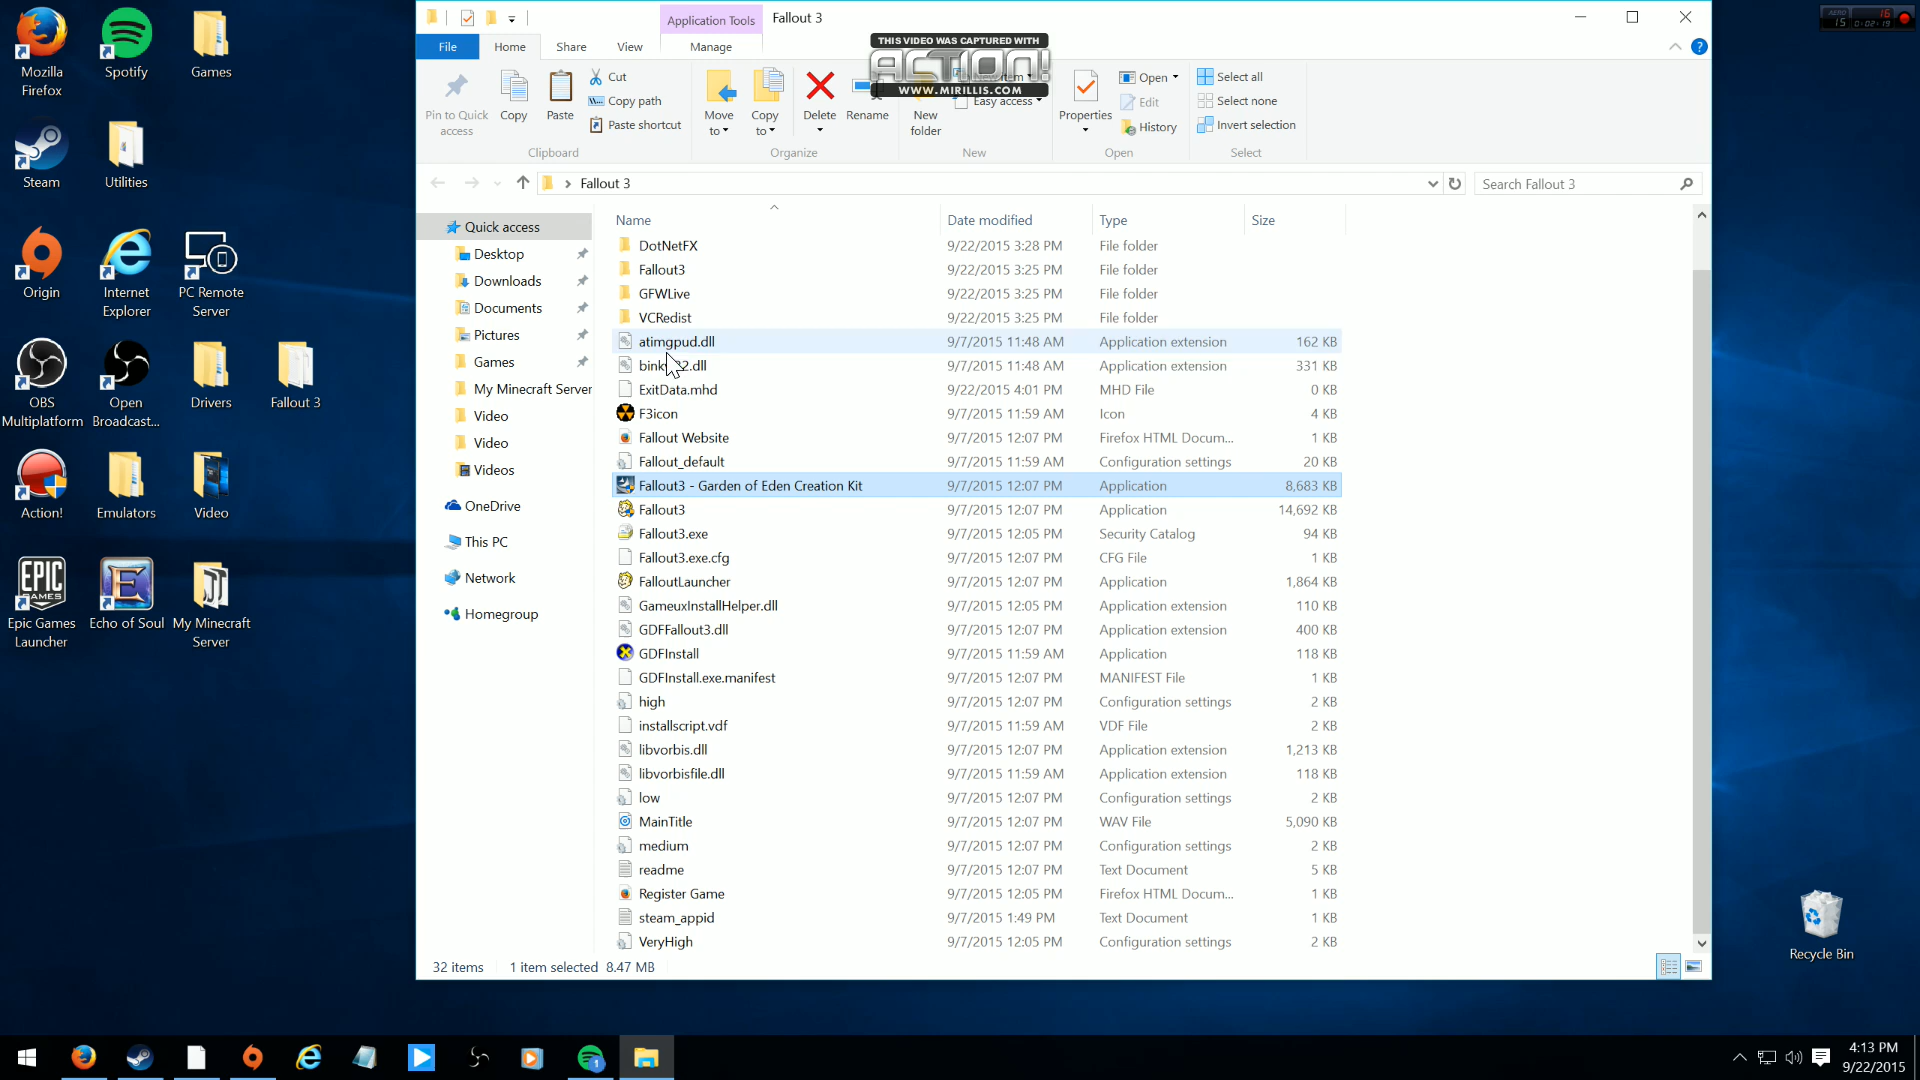 Application Tools
Fallout 3
File
Home
Share
View
Manage
THIS VIDEO WAS CAPTURED WITH
ACTION!
WWW.MIRILLIS.COM
Pin to Quick
access
Copy
Paste
Cut
Copy path
Paste shortcut
Clipboard
Move
to
Copy
to
Delete
Rename
Organize
New
folder
Easy access
New
Properties
Open
Edit
History
Open
Select all
Select none
Invert selection
Select
Fallout 3
Search Fallout 3
Quick access
Desktop
Downloads
Documents
Pictures
Games
My Minecraft Server
Video
Video
Videos
OneDrive
This PC
Network
Homegroup
Name Date modified Type Size
DotNetFX 9/22/2015 3:28 PM File folder
Fallout3 9/22/2015 3:25 PM File folder
GFWLive 9/22/2015 3:25 PM File folder
VCRedist 9/22/2015 3:25 PM File folder
atimgpud.dll 9/7/2015 11:48 AM Application extension 162 KB
9/7/2015 11:48 AM Application extension 331 KB
ExitData.mhd 9/22/2015 4:01 PM MHD File 0 KB
F3icon 9/7/2015 11:59 AM Icon 4 KB
Fallout Website 9/7/2015 12:07 PM Firefox HTML Docum... 1 KB
Fallout_default 9/7/2015 11:59 AM Configuration settings 20 KB
Fallout3 - Garden of Eden Creation Kit 9/7/2015 12:07 PM Application 8,683 KB
Fallout3 9/7/2015 12:07 PM Application 14,692 KB
Fallout3.exe 9/7/2015 12:05 PM Security Catalog 94 KB
Fallout3.exe.cfg 9/7/2015 12:07 PM CFG File 1 KB
FalloutLauncher 9/7/2015 12:07 PM Application 1,864 KB
GameuxInstallHelper.dll 9/7/2015 12:05 PM Application extension 110 KB
GDFFallout3.dll 9/7/2015 12:07 PM Application extension 400 KB
GDFInstall 9/7/2015 11:59 AM Application 118 KB
GDFInstall.exe.manifest 9/7/2015 12:07 PM MANIFEST File 1 KB
high 9/7/2015 12:07 PM Configuration settings 2 KB
installscript.vdf 9/7/2015 11:59 AM VDF File 2 KB
libvorbis.dll 9/7/2015 12:07 PM Application extension 1,213 KB
libvorbisfile.dll 9/7/2015 11:59 AM Application extension 118 KB
low 9/7/2015 12:07 PM Configuration settings 2 KB
MainTitle 9/7/2015 12:07 PM WAV File 5,090 KB
medium 9/7/2015 12:07 PM Configuration settings 2 KB
readme 9/7/2015 12:07 PM Text Document 5 KB
Register Game 9/7/2015 12:05 PM Firefox HTML Docum... 1 KB
steam_appid 9/7/2015 1:49 PM Text Document 1 KB
VeryHigh 9/7/2015 12:05 PM Configuration settings 2 KB
32 items 1 item selected 8.47 MB
Mozilla
Firefox
Spotify
Games
Steam
Utilities
Origin
Internet
Explorer
PC Remote
Server
OBS
Multiplatform
Open
Broadcast...
Drivers
Fallout 3
Action!
Emulators
Video
EPIC
GAMES
Epic Games
Launcher
Echo of Soul
My Minecraft
Server
Recycle Bin
AERO
15
16
0:02:19
1
4:13 PM
9/22/2015